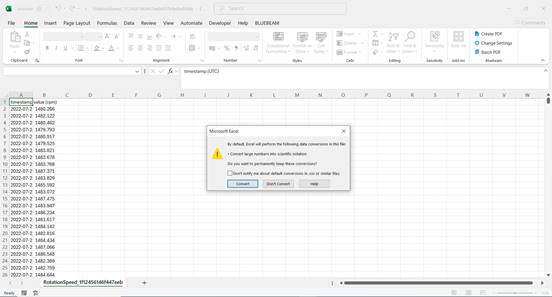 AutoSave
Search
File Home Insert Page Layout Formulas Data Review View Automate Developer Help BLUEBEAM
Comments
Paste
Conditional Formatting Format as Table Cell Styles
Insert
Delete
Format
Sort & Filter Find & Select
Sensitivity
Add-ins
Create PDF
Change Settings
Batch PDF
Clipboard Font Alignment Number Styles Cells Editing Sensitivity Add-ins Bluebeam
timestamp (UTC)
A B C D E F G H I J K L M N O P Q R S T U V W
1 timestamp value (rpm)
2 2022-07-2 1480.266
3 2022-07-2 1482.122
4 2022-07-2 1480.462
5 2022-07-2 1479.793
6 2022-07-2 1480.917
7 2022-07-2 1479.525
8 2022-07-2 1483.821
9 2022-07-2 1483.678
10 2022-07-2 1483.768
11 2022-07-2 1487.371
12 2022-07-2 1483.829
13 2022-07-2 1485.592
14 2022-07-2 1483.072
15 2022-07-2 1487.475
16 2022-07-2 1483.947
17 2022-07-2 1486.234
18 2022-07-2 1481.617
19 2022-07-2 1484.142
20 2022-07-2 1482.816
21 2022-07-2 1484.434
22 2022-07-2 1487.066
23 2022-07-2 1486.548
24 2022-07-2 1482.389
25 2022-07-2 1482.759
26 2022-07-2 1484.644
Microsoft Excel
By default, Excel will perform the following data conversions in this file:
• Convert large numbers into scientific notation
Do you want to permanently keep these conversions?
Don't notify me about default conversions in .csv or similar files.
Convert Don't Convert Help
RotationSpeed_1f12456146f447eeb
Ready